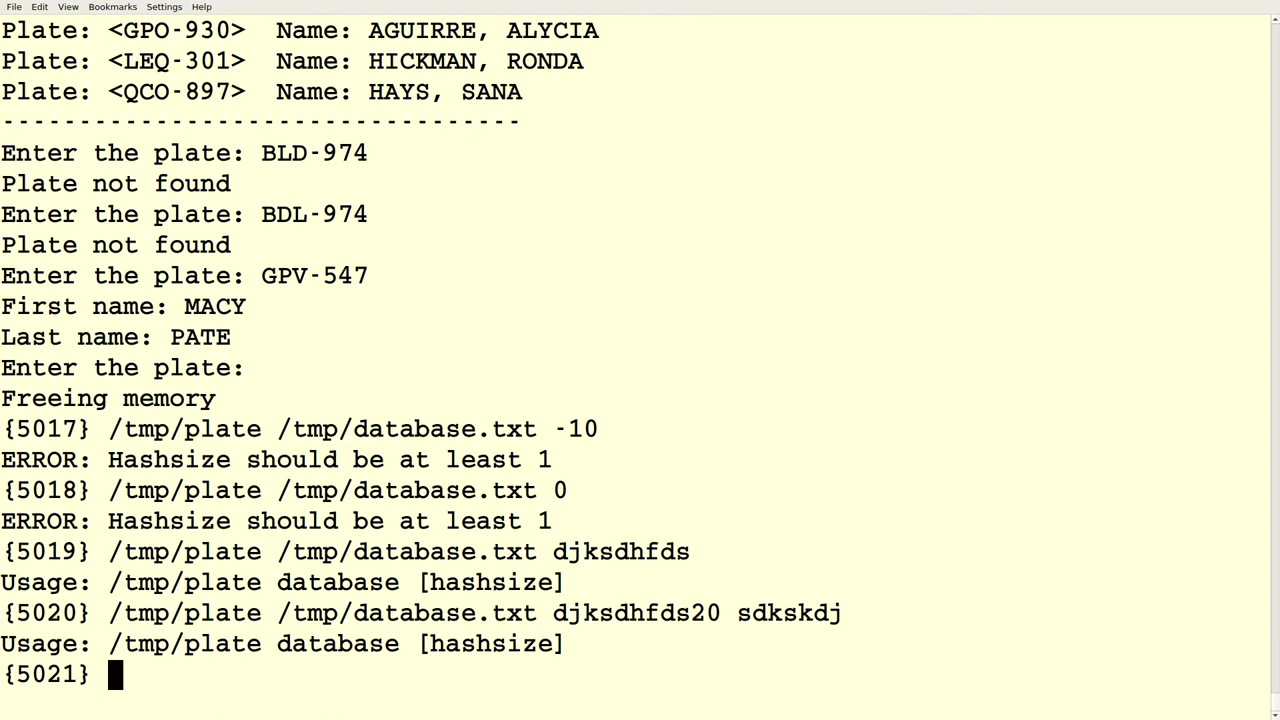 File Edit View Bookmarks Settings Help
Plate: <GPO-930>  Name: AGUIRRE, ALYCIA
Plate: <LEQ-301>  Name: HICKMAN, RONDA
Plate: <QCO-897>  Name: HAYS, SANA
----------------------------------
Enter the plate: BLD-974
Plate not found
Enter the plate: BDL-974
Plate not found
Enter the plate: GPV-547
First name: MACY
Last name: PATE
Enter the plate:
Freeing memory
{5017} /tmp/plate /tmp/database.txt -10
ERROR: Hashsize should be at least 1
{5018} /tmp/plate /tmp/database.txt 0
ERROR: Hashsize should be at least 1
{5019} /tmp/plate /tmp/database.txt djksdhfds
Usage: /tmp/plate database [hashsize]
{5020} /tmp/plate /tmp/database.txt djksdhfds20 sdkskdj
Usage: /tmp/plate database [hashsize]
{5021}